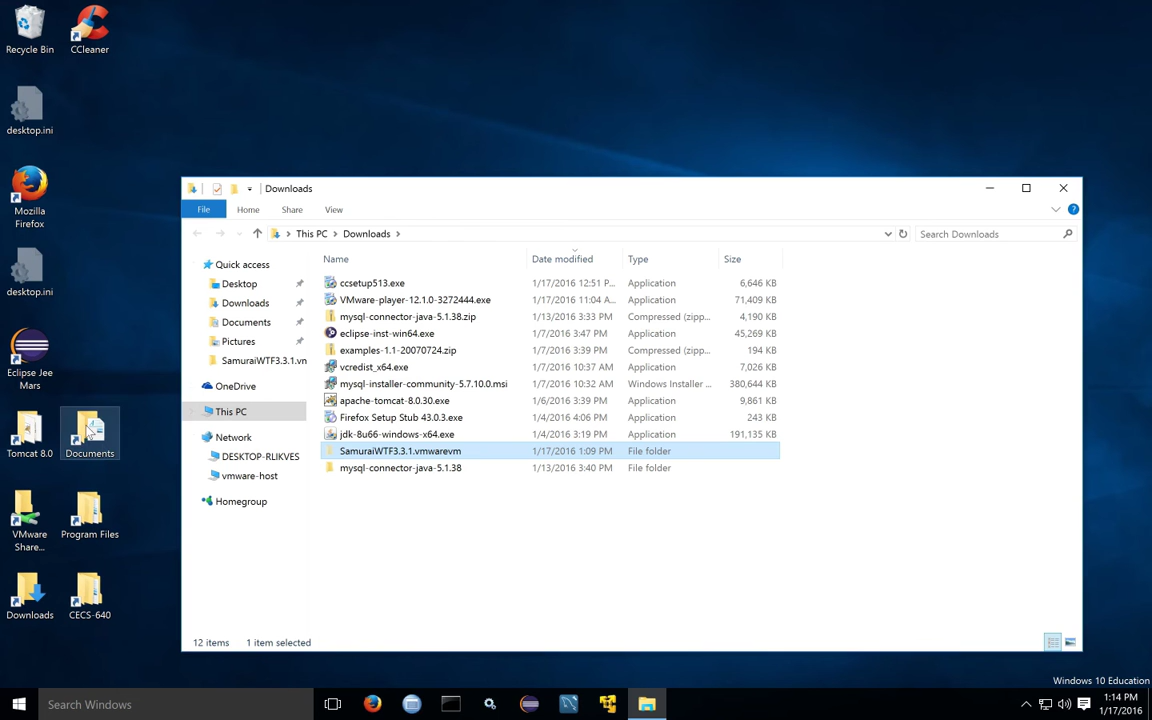 Recycle Bin
CCleaner
desktop.ini
Mozilla
Firefox
desktop.ini
Eclipse Jee
Mars
Tomcat 8.0
Documents
VMware
Share...
Program Files
Downloads
CECS-640
Downloads
File
Home
Share
View
This PC
Downloads
Search Downloads
Name
Date modified
Type
Size
Quick access
Desktop
Downloads
Documents
Pictures
SamuraiWTF3.3.1.vn
OneDrive
This PC
Network
DESKTOP-RLIKVES
vmware-host
Homegroup
ccsetup513.exe 1/17/2016 12:51 P... Application 6,646 KB
VMware-player-12.1.0-3272444.exe 1/17/2016 11:04 A... Application 71,409 KB
mysql-connector-java-5.1.38.zip 1/13/2016 3:33 PM Compressed (zipp... 4,190 KB
eclipse-inst-win64.exe 1/7/2016 3:47 PM Application 45,269 KB
examples-1.1-20070724.zip 1/7/2016 3:39 PM Compressed (zipp... 194 KB
vcredist_x64.exe 1/7/2016 10:37 AM Application 7,026 KB
mysql-installer-community-5.7.10.0.msi 1/7/2016 10:32 AM Windows Installer ... 380,644 KB
apache-tomcat-8.0.30.exe 1/6/2016 3:39 PM Application 9,861 KB
Firefox Setup Stub 43.0.3.exe 1/4/2016 4:06 PM Application 243 KB
jdk-8u66-windows-x64.exe 1/4/2016 3:19 PM Application 191,135 KB
SamuraiWTF3.3.1.vmwarevm 1/17/2016 1:09 PM File folder
mysql-connector-java-5.1.38 1/13/2016 3:40 PM File folder
12 items
1 item selected
Windows 10 Education
Search Windows
1:14 PM
1/17/2016